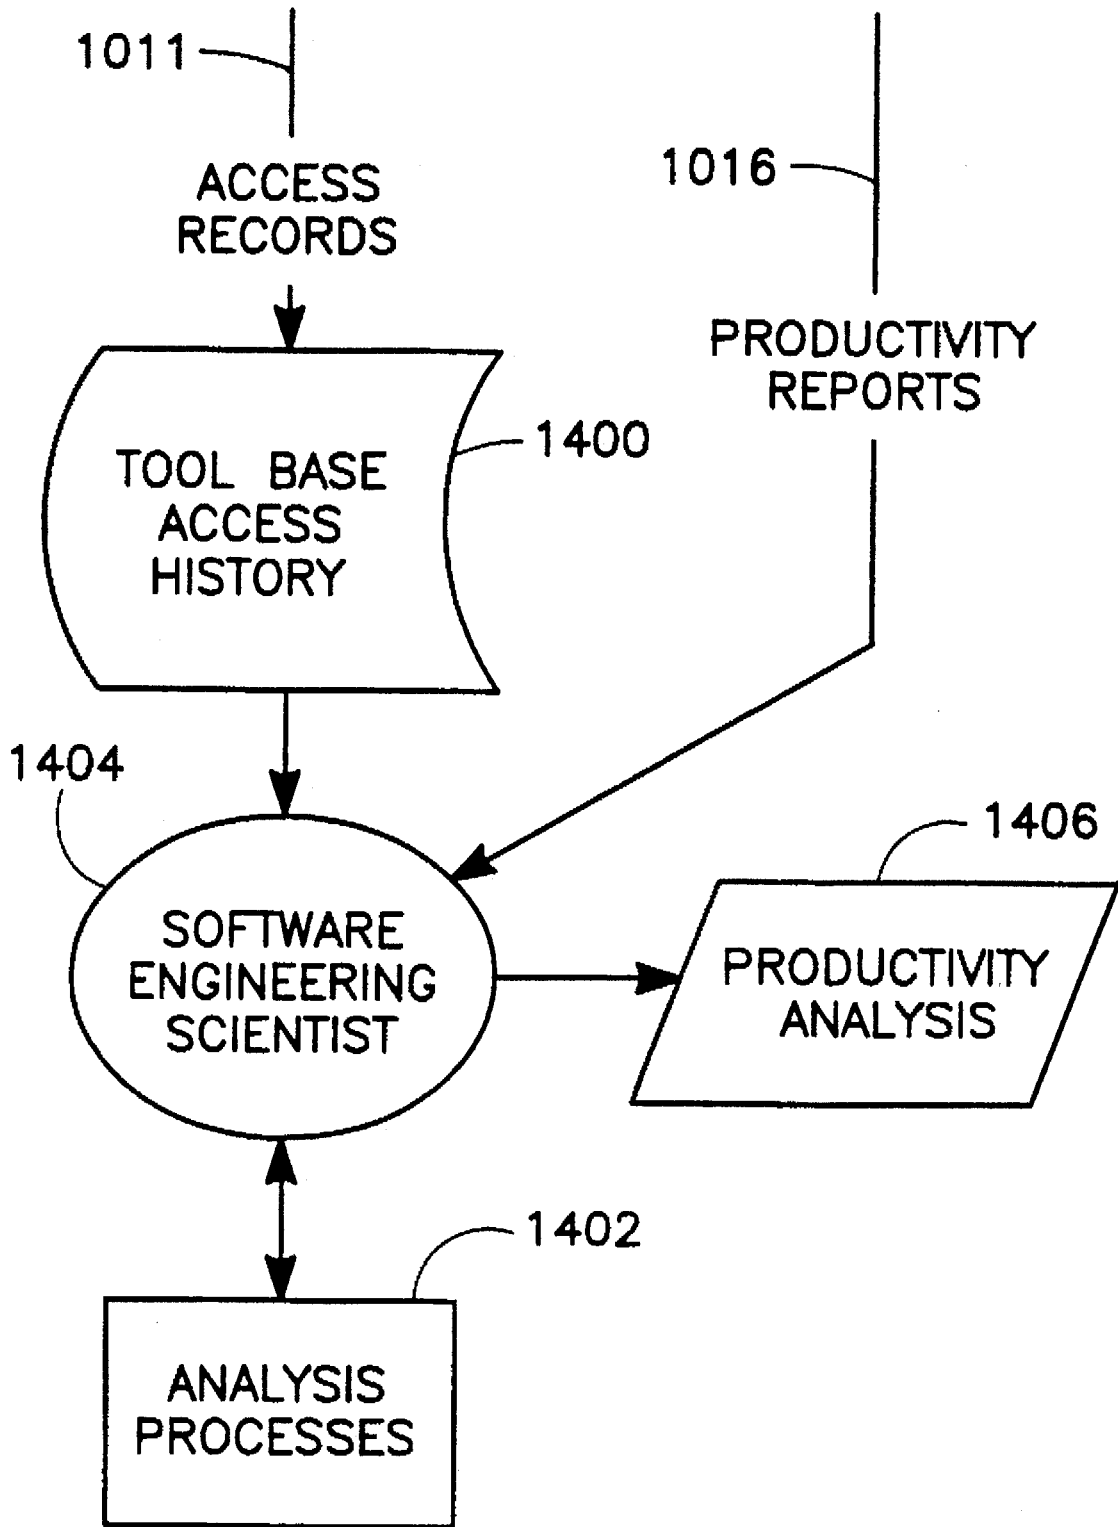 1011
ACCESS
RECORDS
1016
PRODUCTIVITY
REPORTS
TOOL BASE
ACCESS
HISTORY
1400
1404
SOFTWARE
ENGINEERING
SCIENTIST
1406
PRODUCTIVITY
ANALYSIS
1402
ANALYSIS
PROCESSES